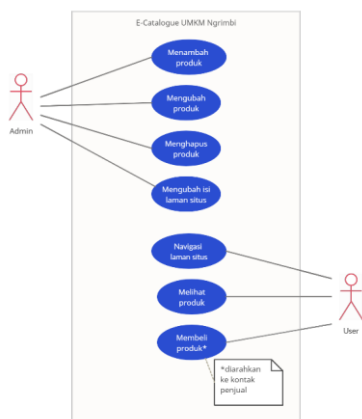 E-Catalogue UMKM Ngrimbi
Menambah
produk
Mengubah
produk
Admin
Menghapus
produk
Mengubah isi
laman situs
Navigasi
laman situs
Melihat
produk
User
Membeli
produk*
*diarahkan
ke kontak
penjual